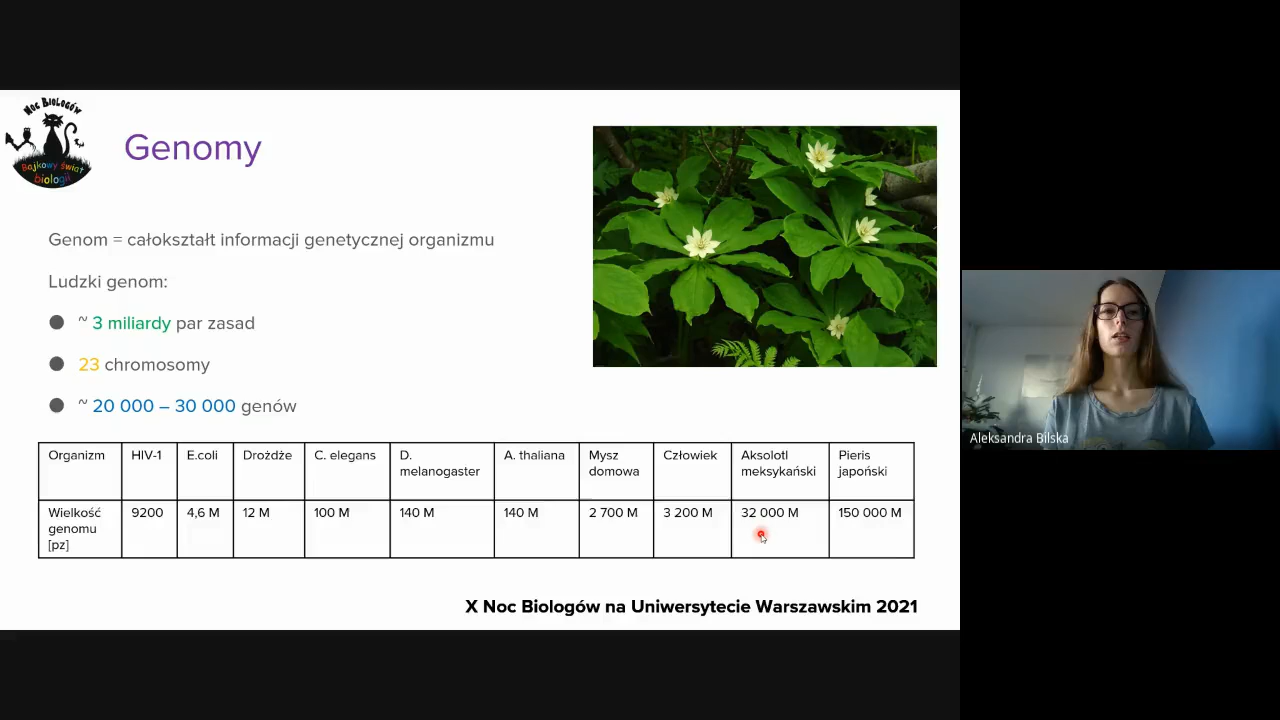 Noc Biologów
Bajkowy świat
biologii
Genomy
Genom = całokształt informacji genetycznej organizmu
Ludzki genom:
● ~ 3 miliardy par zasad
● 23 chromosomy
● ~ 20 000 – 30 000 genów
Organizm HIV-1 E.coli Drożdże C. elegans D. melanogaster A. thaliana Mysz domowa Człowiek Aksolotl meksykański Pieris japoński
Wielkość genomu [pz] 9200 4,6 M 12 M 100 M 140 M 140 M 2 700 M 3 200 M 32 000 M 150 000 M
X Noc Biologów na Uniwersytecie Warszawskim 2021
Aleksandra Bilska